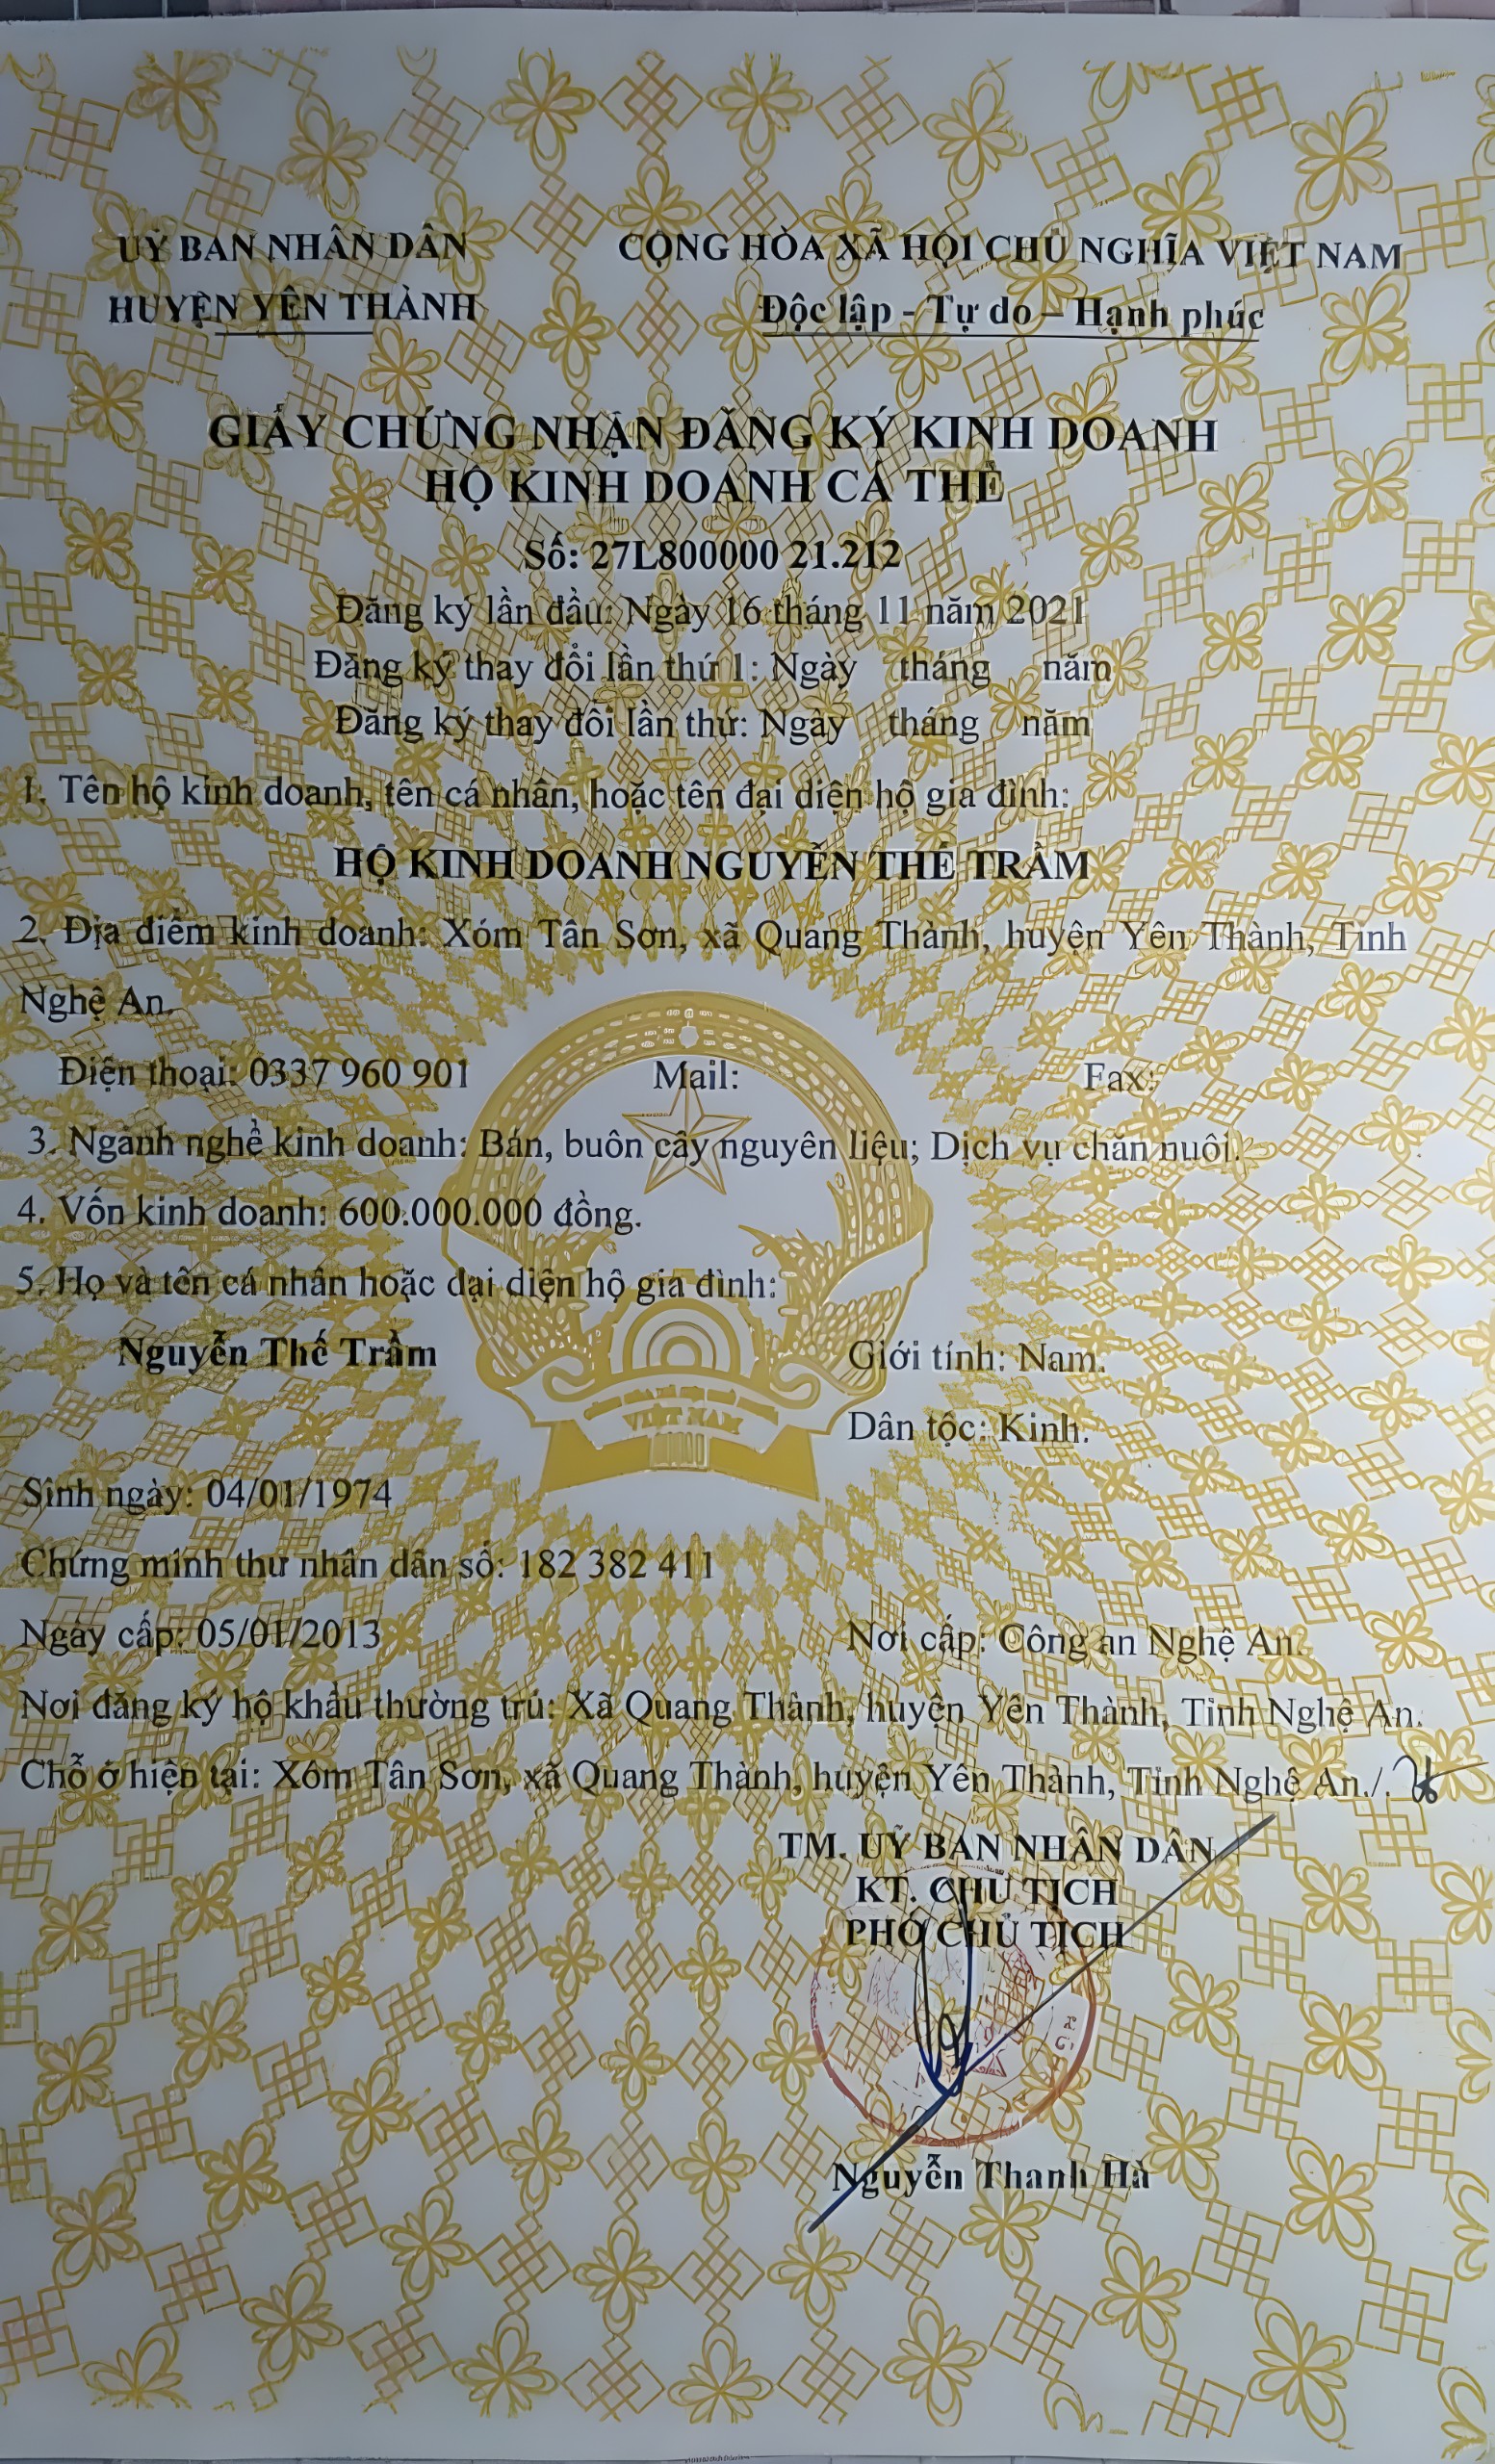 UỶ BAN NHÂN DÂN
HUYỆN YÊN THÀNH
CỘNG HÒA XÃ HỘI CHỦ NGHĨA VIỆT NAM
Độc lập - Tự do – Hạnh phúc
GIẤY CHỨNG NHẬN ĐĂNG KÝ KINH DOANH
HỘ KINH DOANH CÁ THỂ
Số: 27L800000 21.212
Đăng ký lần đầu: Ngày 16 tháng 11 năm 2021
Đăng ký thay đổi lần thứ 1: Ngày tháng năm
Đăng ký thay đổi lần thứ: Ngày tháng năm
1. Tên hộ kinh doanh, tên cá nhân, hoặc tên đại diện hộ gia đình:
HỘ KINH DOANH NGUYỄN THẾ TRẦM
2. Địa điểm kinh doanh: Xóm Tân Sơn, xã Quang Thành, huyện Yên Thành, Tỉnh
Nghệ An.
Điện thoại: 0337 960 901 Mail: Fax:
3. Ngành nghề kinh doanh: Bán, buôn cây nguyên liệu; Dịch vụ chăn nuôi.
4. Vốn kinh doanh: 600.000.000 đồng.
5. Họ và tên cá nhân hoặc đại diện hộ gia đình:
Nguyễn Thế Trầm Giới tính: Nam.
Dân tộc: Kinh.
Sinh ngày: 04/01/1974
Chứng minh thư nhân dân số: 182 382 411
Ngày cấp: 05/01/2013 Nơi cấp: Công an Nghệ An.
Nơi đăng ký hộ khẩu thường trú: Xã Quang Thành, huyện Yên Thành, Tỉnh Nghệ An.
Chỗ ở hiện tại: Xóm Tân Sơn, xã Quang Thành, huyện Yên Thành, Tỉnh Nghệ An./.
TM. UỶ BAN NHÂN DÂN
KT. CHỦ TỊCH
PHÓ CHỦ TỊCH
Nguyễn Thanh Hà
VIỆT NAM